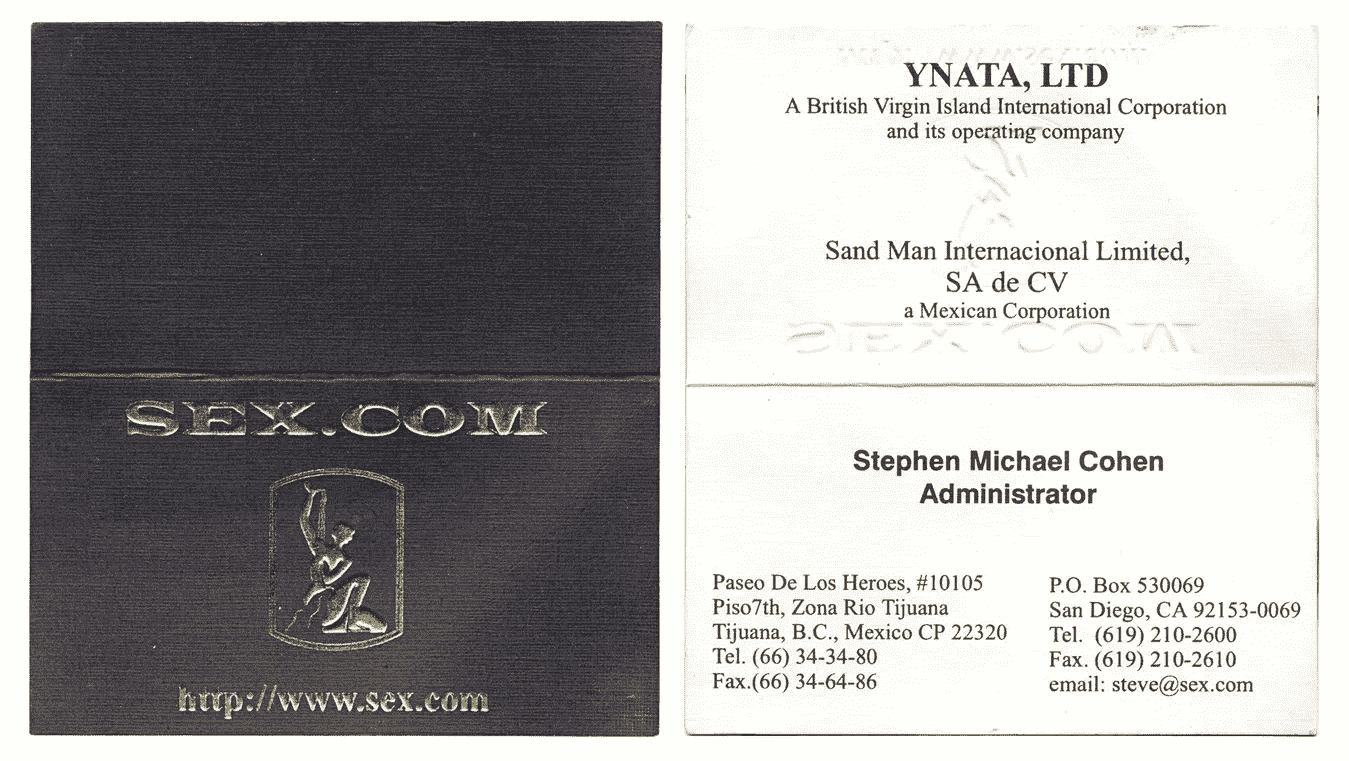 SEX.COM
http://www.sex.com
YNATA, LTD
A British Virgin Island International Corporation
and its operating company
Sand Man Internacional Limited,
SA de CV
a Mexican Corporation
SEX.COM
Stephen Michael Cohen
Administrator
Paseo De Los Heroes, #10105
Piso7th, Zona Rio Tijuana
Tijuana, B.C., Mexico CP 22320
Tel. (66) 34-34-80
Fax.(66) 34-64-86
P.O. Box 530069
San Diego, CA 92153-0069
Tel. (619) 210-2600
Fax. (619) 210-2610
email: steve@sex.com